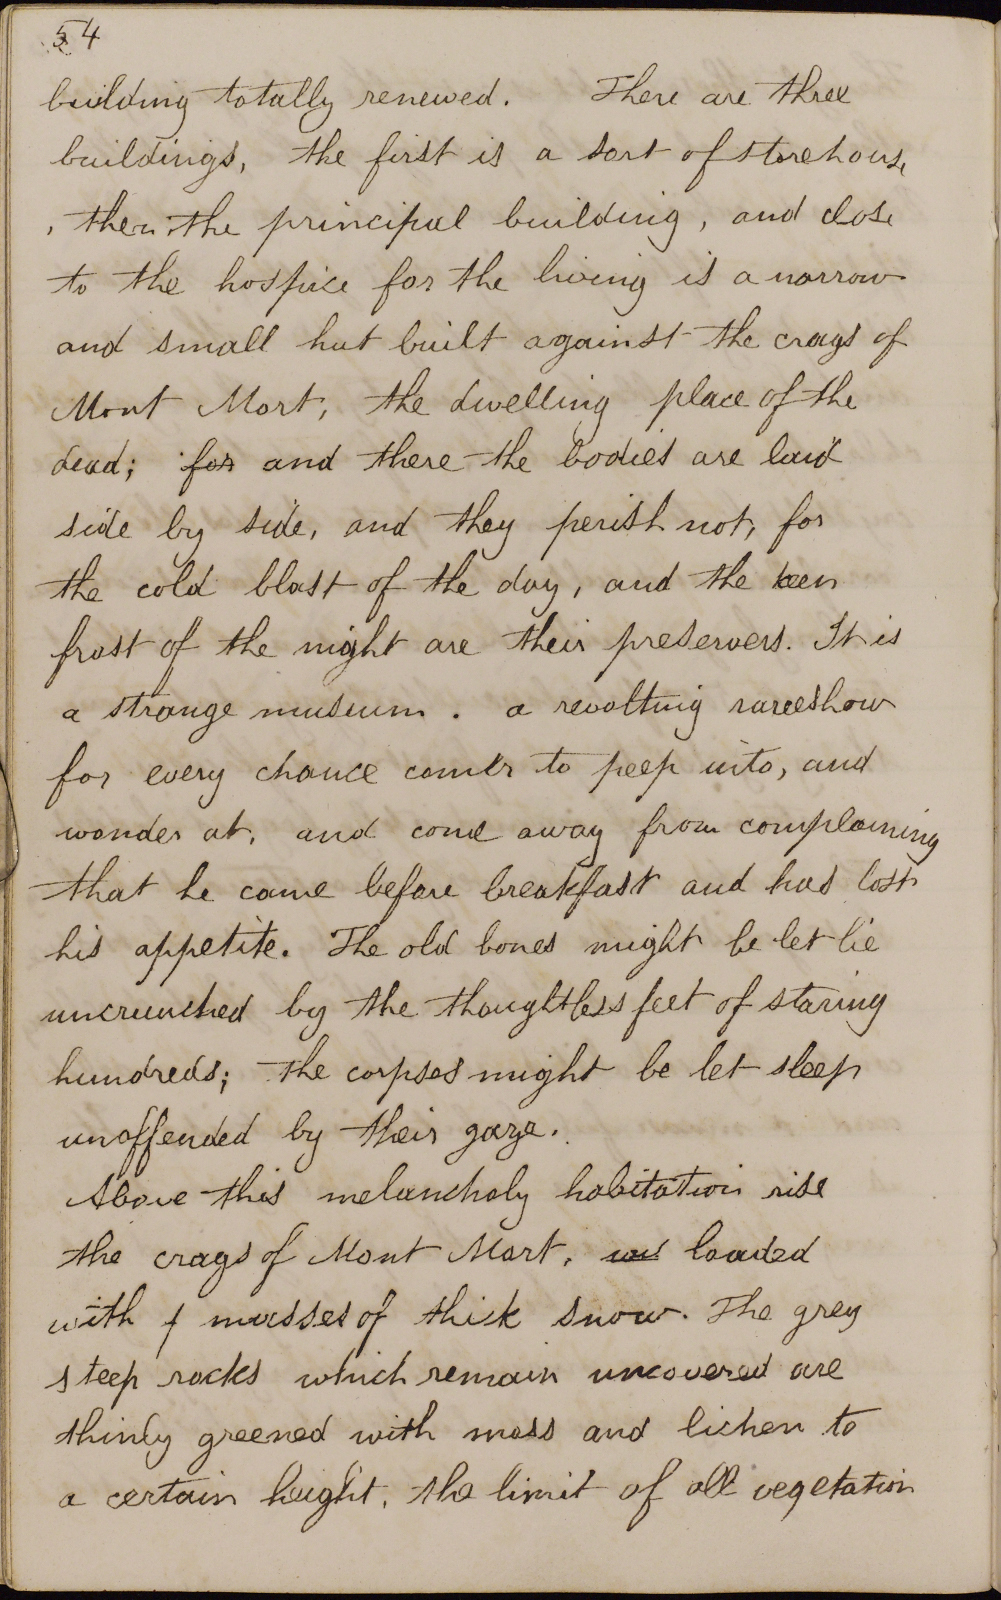 54
building totally renewed. There are three
buildings, the first is a sort of storehouse
, then the principal building, and close
to the hospice for the living is a narrow
and small hut built against the crags of
Mont Mort, the dwelling place of the
dead; for and there the bodies are laid
side by side, and they perish not, for
the cold blast of the day, and the keen
frost of the night are their preservers. It is
a strange museum. a revolting rareeshow
for every chance comer to peep into, and
wonder at, and come away from complaining
that he came before breakfast and has lost
his appetite. The old bones might be let lie
uncrunched by the thoughtless feet of staring
hundreds; the corpses might be let sleep
unoffended by their gaze.
Above this melancholy habitation rise
the crags of Mont Mort, loaded
with masses of thick snow. The grey
steep rocks which remain uncovered are
thinly greened with moss and lichen to
a certain height, the limit of all vegetation